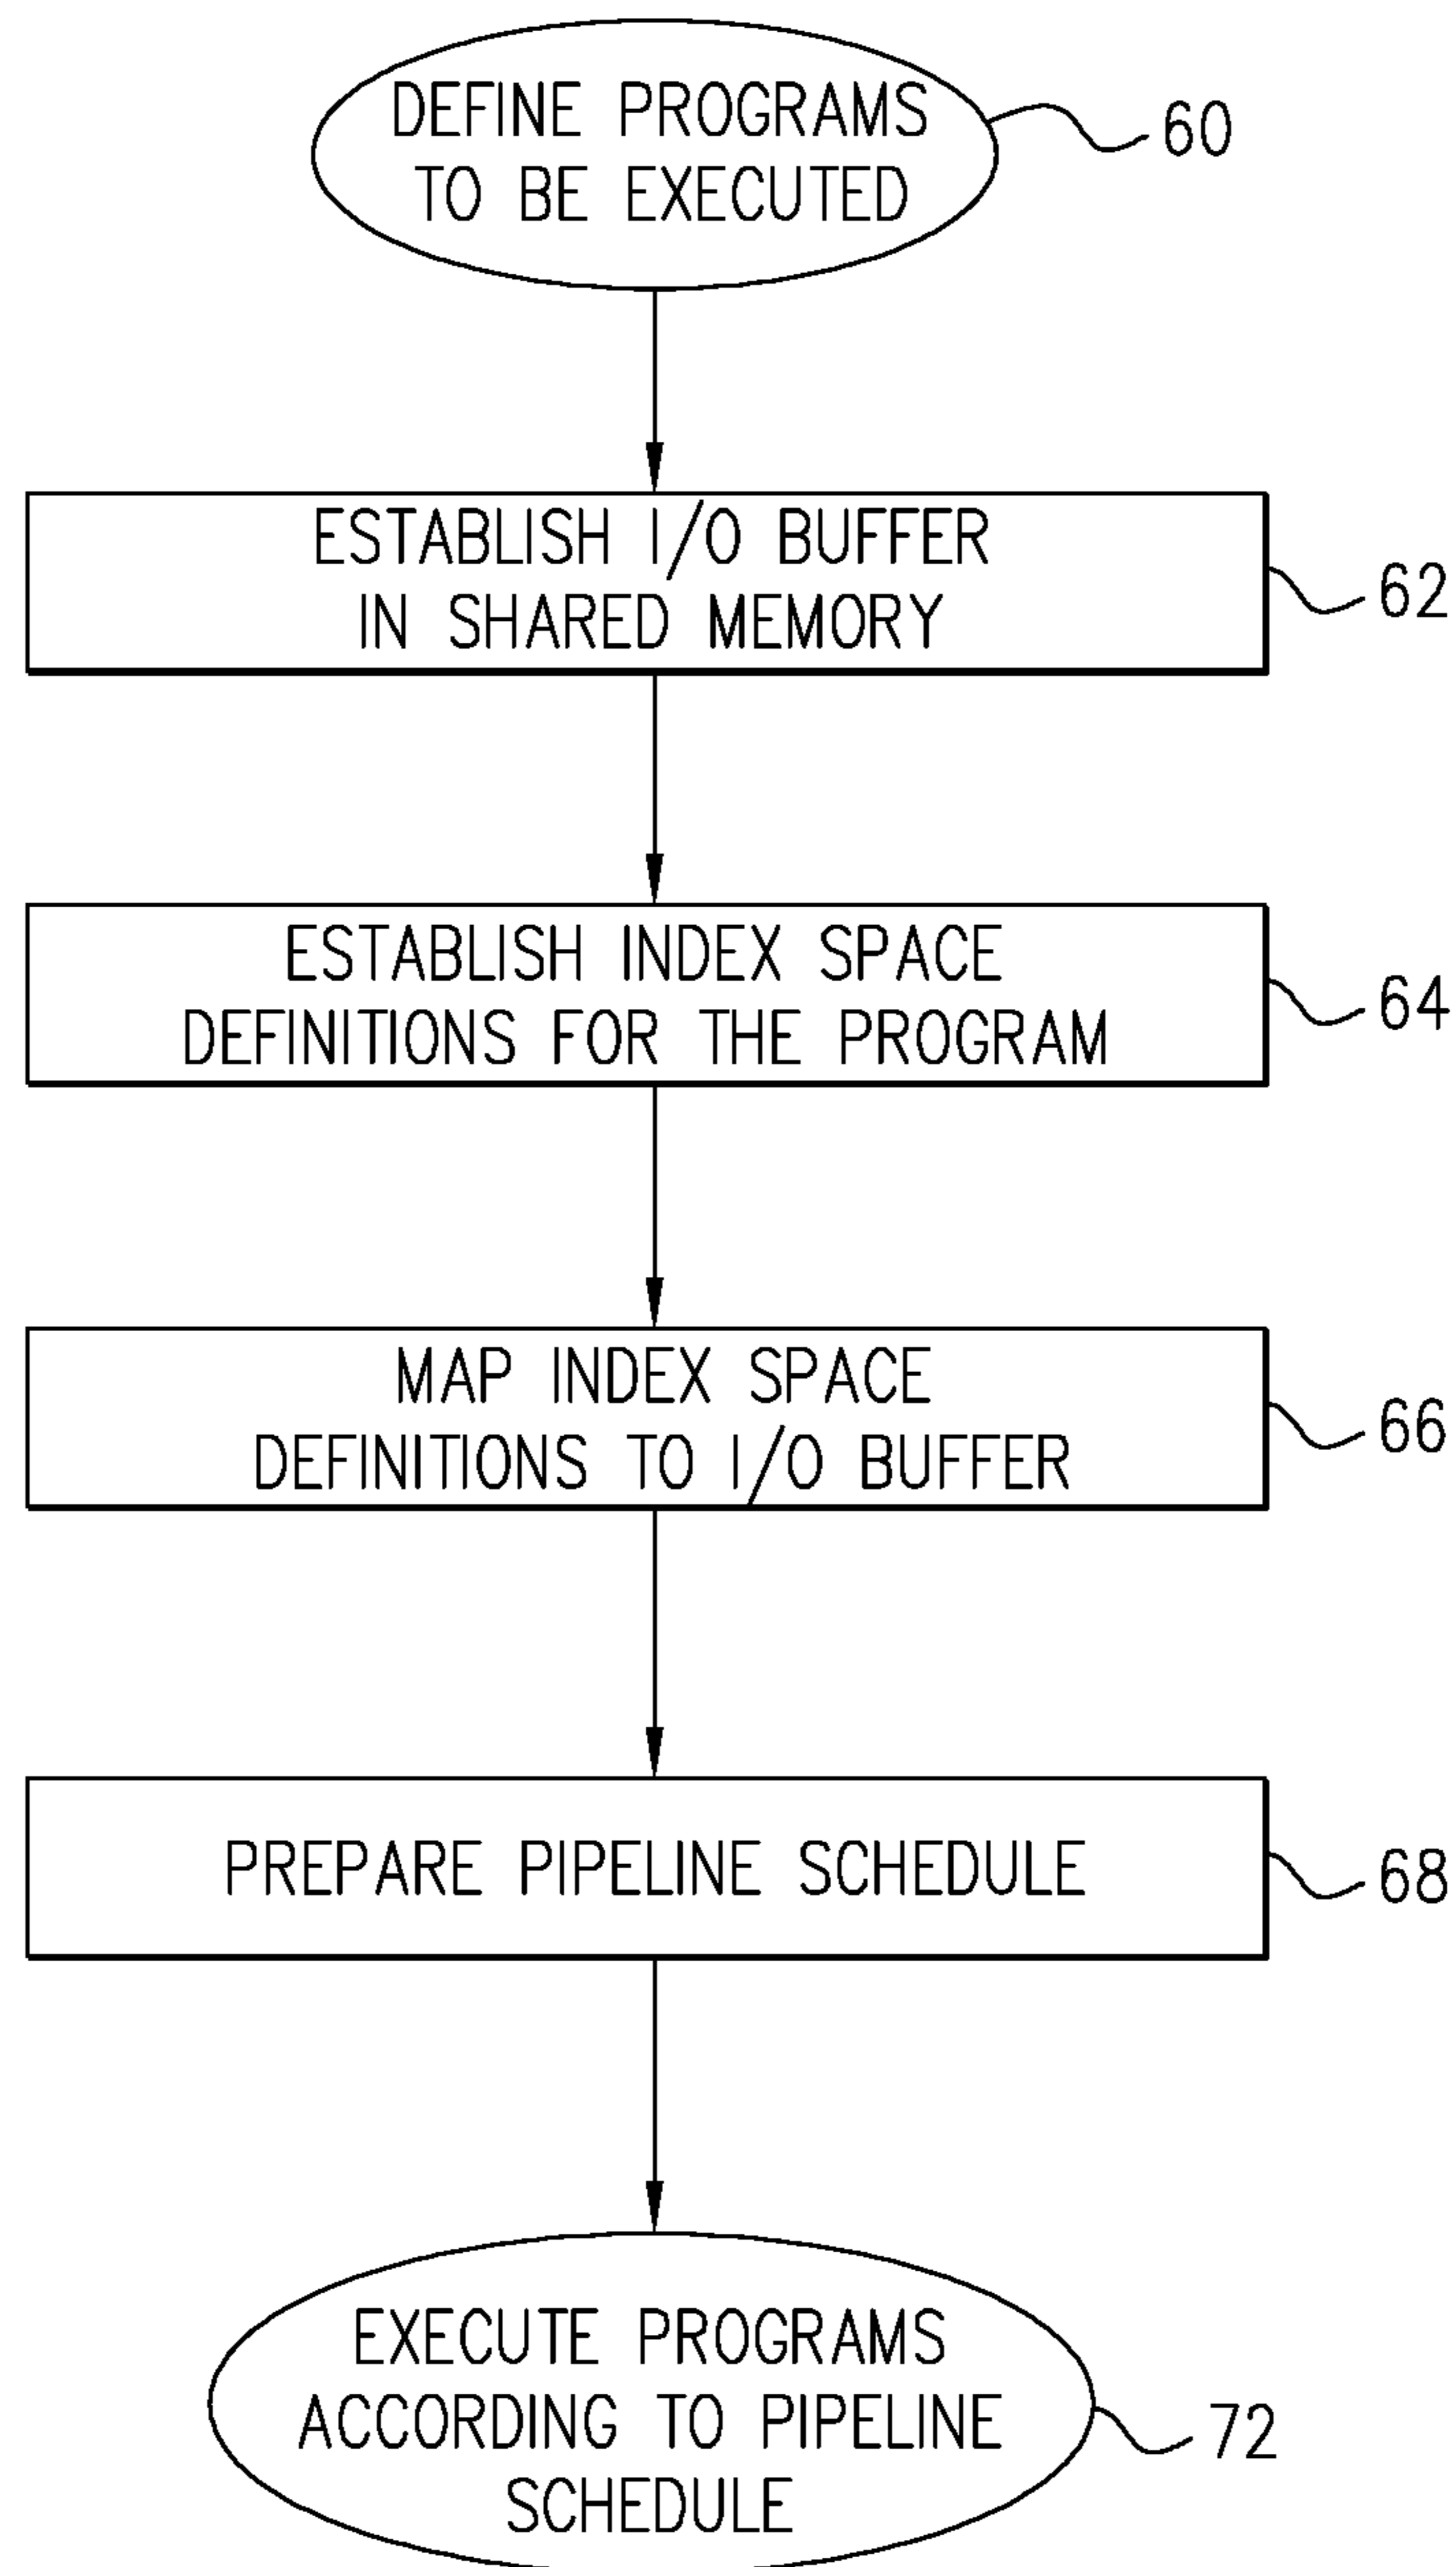 DEFINE PROGRAMS
TO BE EXECUTED
60
ESTABLISH I/O BUFFER
IN SHARED MEMORY
62
ESTABLISH INDEX SPACE
DEFINITIONS FOR THE PROGRAM
64
MAP INDEX SPACE
DEFINITIONS TO I/O BUFFER
66
PREPARE PIPELINE SCHEDULE
68
EXECUTE PROGRAMS
ACCORDING TO PIPELINE
SCHEDULE
72